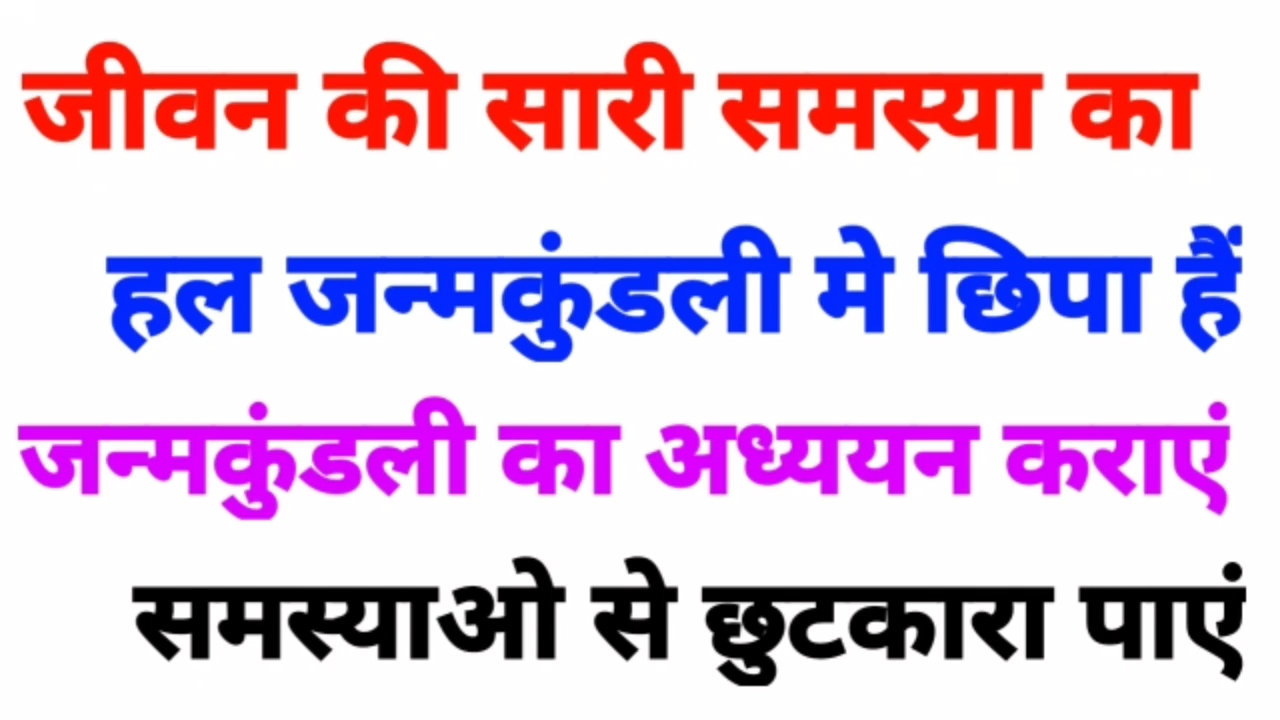 जीवन की सारी समस्या का
हल जन्मकुंडली मे छिपा हैं
जन्मकुंडली का अध्ययन कराएं
समस्याओ से छुटकारा पाएं